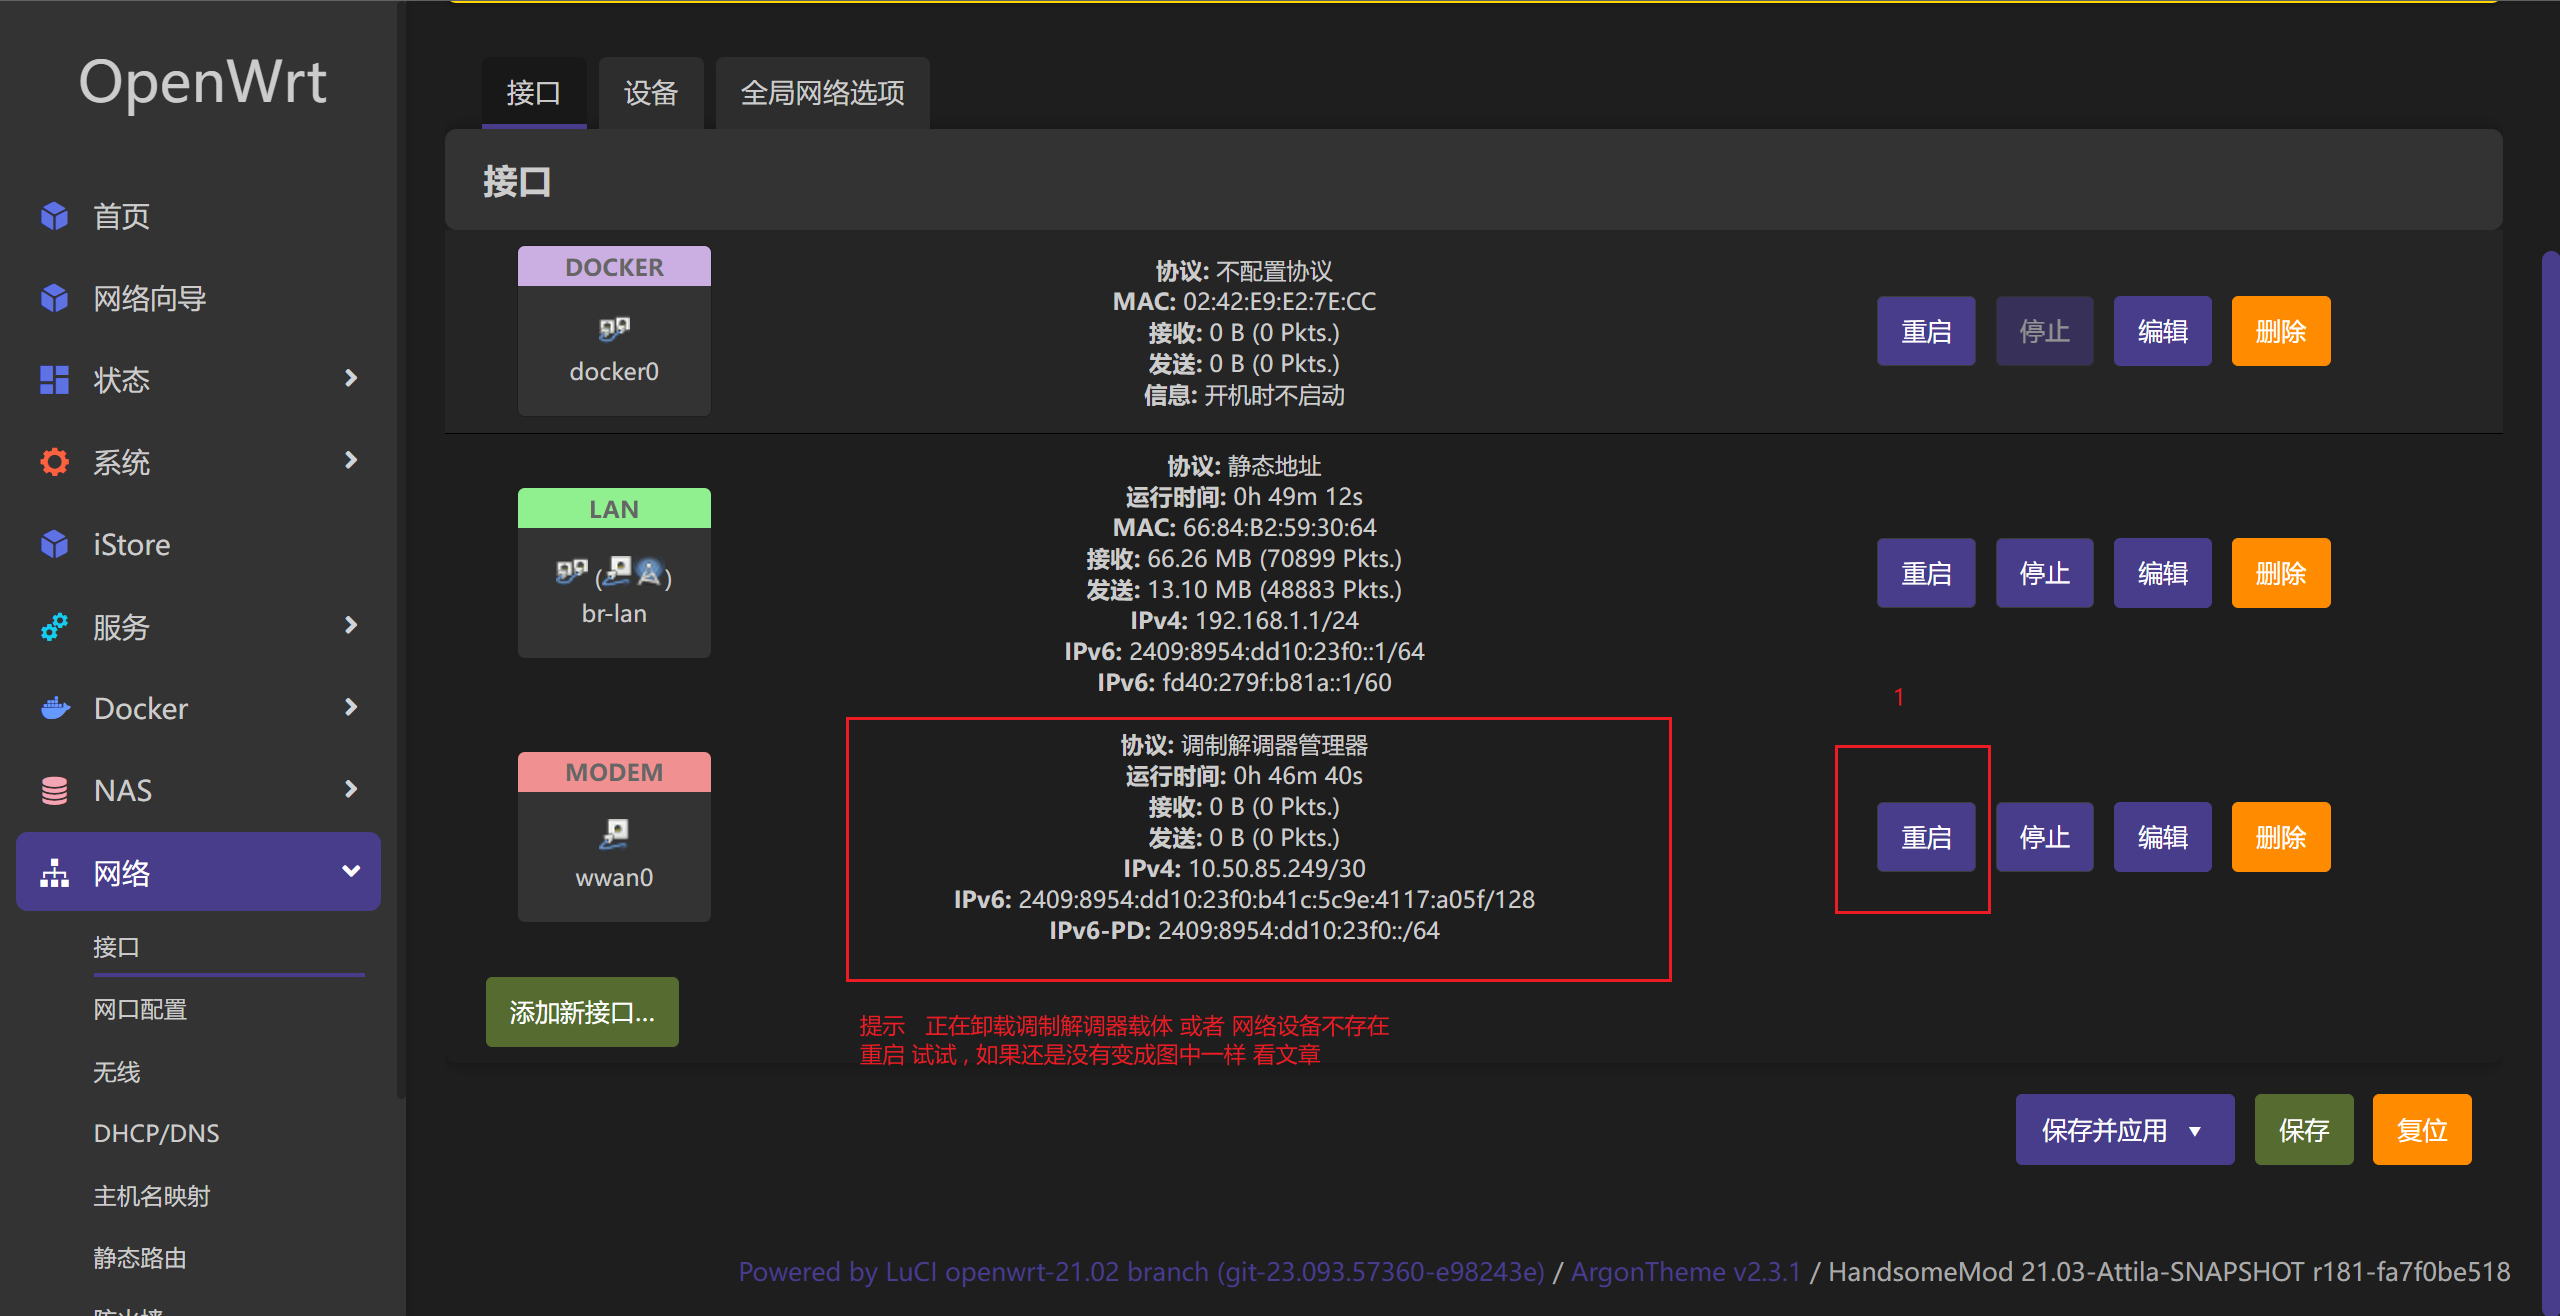 OpenWrt
首页
网络向导
状态
系统
iStore
服务
Docker
NAS
网络
接口
网口配置
无线
DHCP/DNS
主机名映射
静态路由
接口
设备
全局网络选项
接口
DOCKER
docker0
协议: 不配置协议
MAC: 02:42:E9:E2:7E:CC
接收: 0 B (0 Pkts.)
发送: 0 B (0 Pkts.)
信息: 开机时不启动
重启
停止
编辑
删除
LAN
( )
br-lan
协议: 静态地址
运行时间: 0h 49m 12s
MAC: 66:84:B2:59:30:64
接收: 66.26 MB (70899 Pkts.)
发送: 13.10 MB (48883 Pkts.)
IPv4: 192.168.1.1/24
IPv6: 2409:8954:dd10:23f0::1/64
IPv6: fd40:279f:b81a::1/60
重启
停止
编辑
删除
1
MODEM
wwan0
协议: 调制解调器管理器
运行时间: 0h 46m 40s
接收: 0 B (0 Pkts.)
发送: 0 B (0 Pkts.)
IPv4: 10.50.85.249/30
IPv6: 2409:8954:dd10:23f0:b41c:5c9e:4117:a05f/128
IPv6-PD: 2409:8954:dd10:23f0::/64
重启
停止
编辑
删除
添加新接口...
提示 正在卸载调制解调器载体 或者 网络设备不存在
重启 试试，如果还是没有变成图中一样 看文章
保存并应用
保存
复位
Powered by LuCI openwrt-21.02 branch (git-23.093.57360-e98243e) / ArgonTheme v2.3.1 / HandsomeMod 21.03-Attila-SNAPSHOT r181-fa7f0be518